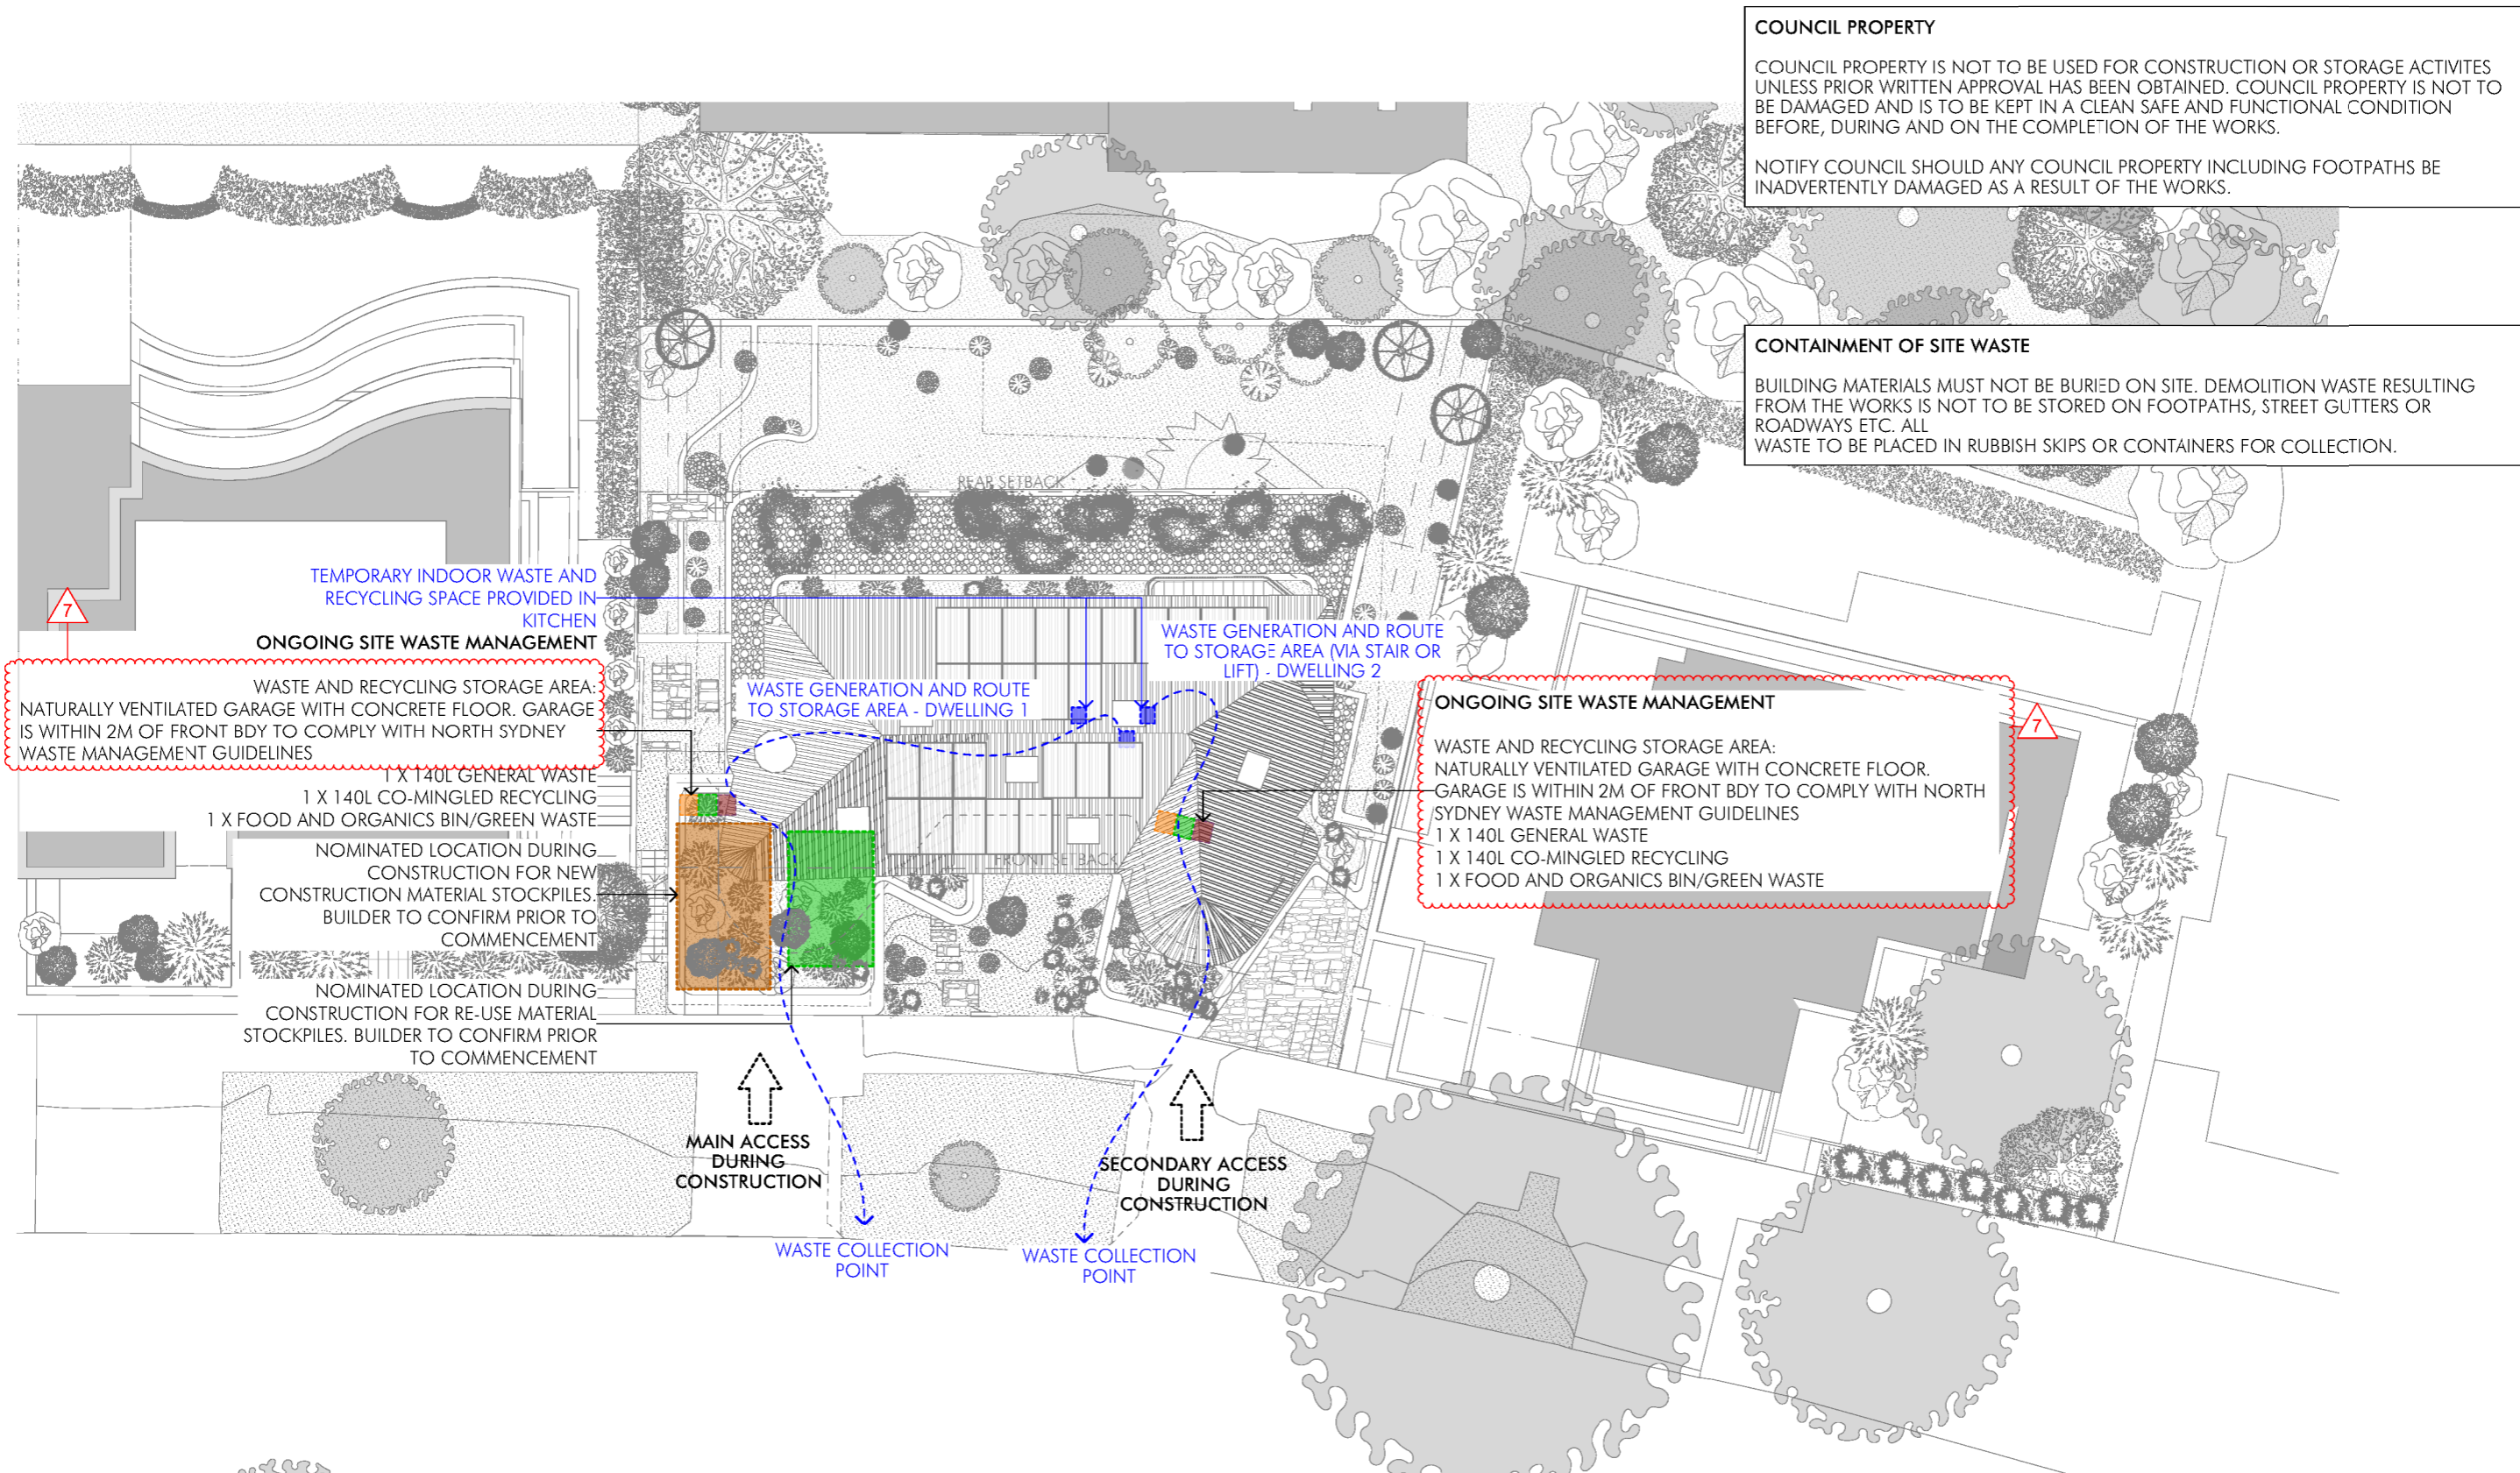 COUNCIL PROPERTY
COUNCIL PROPERTY IS NOT TO BE USED FOR CONSTRUCTION OR STORAGE ACTIVITES
UNLESS PRIOR WRITTEN APPROVAL HAS BEEN OBTAINED. COUNCIL PROPERTY IS NOT TO
BE DAMAGED AND IS TO BE KEPT IN A CLEAN SAFE AND FUNCTIONAL CONDITION
BEFORE, DURING AND ON THE COMPLETION OF THE WORKS.
NOTIFY COUNCIL SHOULD ANY COUNCIL PROPERTY INCLUDING FOOTPATHS BE
INADVERTENTLY DAMAGED AS A RESULT OF THE WORKS.
CONTAINMENT OF SITE WASTE
BUILDING MATERIALS MUST NOT BE BURIED ON SITE. DEMOLITION WASTE RESULTING
FROM THE WORKS IS NOT TO BE STORED ON FOOTPATHS, STREET GUTTERS OR
ROADWAYS ETC. ALL
WASTE TO BE PLACED IN RUBBISH SKIPS OR CONTAINERS FOR COLLECTION.
REAR SETBACK
TEMPORARY INDOOR WASTE AND
RECYCLING SPACE PROVIDED IN
KITCHEN
7
ONGOING SITE WASTE MANAGEMENT
WASTE AND RECYCLING STORAGE AREA:
NATURALLY VENTILATED GARAGE WITH CONCRETE FLOOR. GARAGE
IS WITHIN 2M OF FRONT BDY TO COMPLY WITH NORTH SYDNEY
WASTE MANAGEMENT GUIDELINES
1 X 140L GENERAL WASTE
1 X 140L CO-MINGLED RECYCLING
1 X FOOD AND ORGANICS BIN/GREEN WASTE
NOMINATED LOCATION DURING
CONSTRUCTION FOR NEW
CONSTRUCTION MATERIAL STOCKPILES.
BUILDER TO CONFIRM PRIOR TO
COMMENCEMENT
NOMINATED LOCATION DURING
CONSTRUCTION FOR RE-USE MATERIAL
STOCKPILES. BUILDER TO CONFIRM PRIOR
TO COMMENCEMENT
WASTE GENERATION AND ROUTE
TO STORAGE AREA - DWELLING 1
WASTE GENERATION AND ROUTE
TO STORAGE AREA (VIA STAIR OR
LIFT) - DWELLING 2
FRONT SETBACK
ONGOING SITE WASTE MANAGEMENT
7
WASTE AND RECYCLING STORAGE AREA:
NATURALLY VENTILATED GARAGE WITH CONCRETE FLOOR.
GARAGE IS WITHIN 2M OF FRONT BDY TO COMPLY WITH NORTH
SYDNEY WASTE MANAGEMENT GUIDELINES
1 X 140L GENERAL WASTE
1 X 140L CO-MINGLED RECYCLING
1 X FOOD AND ORGANICS BIN/GREEN WASTE
MAIN ACCESS
DURING
CONSTRUCTION
SECONDARY ACCESS
DURING
CONSTRUCTION
WASTE COLLECTION
POINT
WASTE COLLECTION
POINT